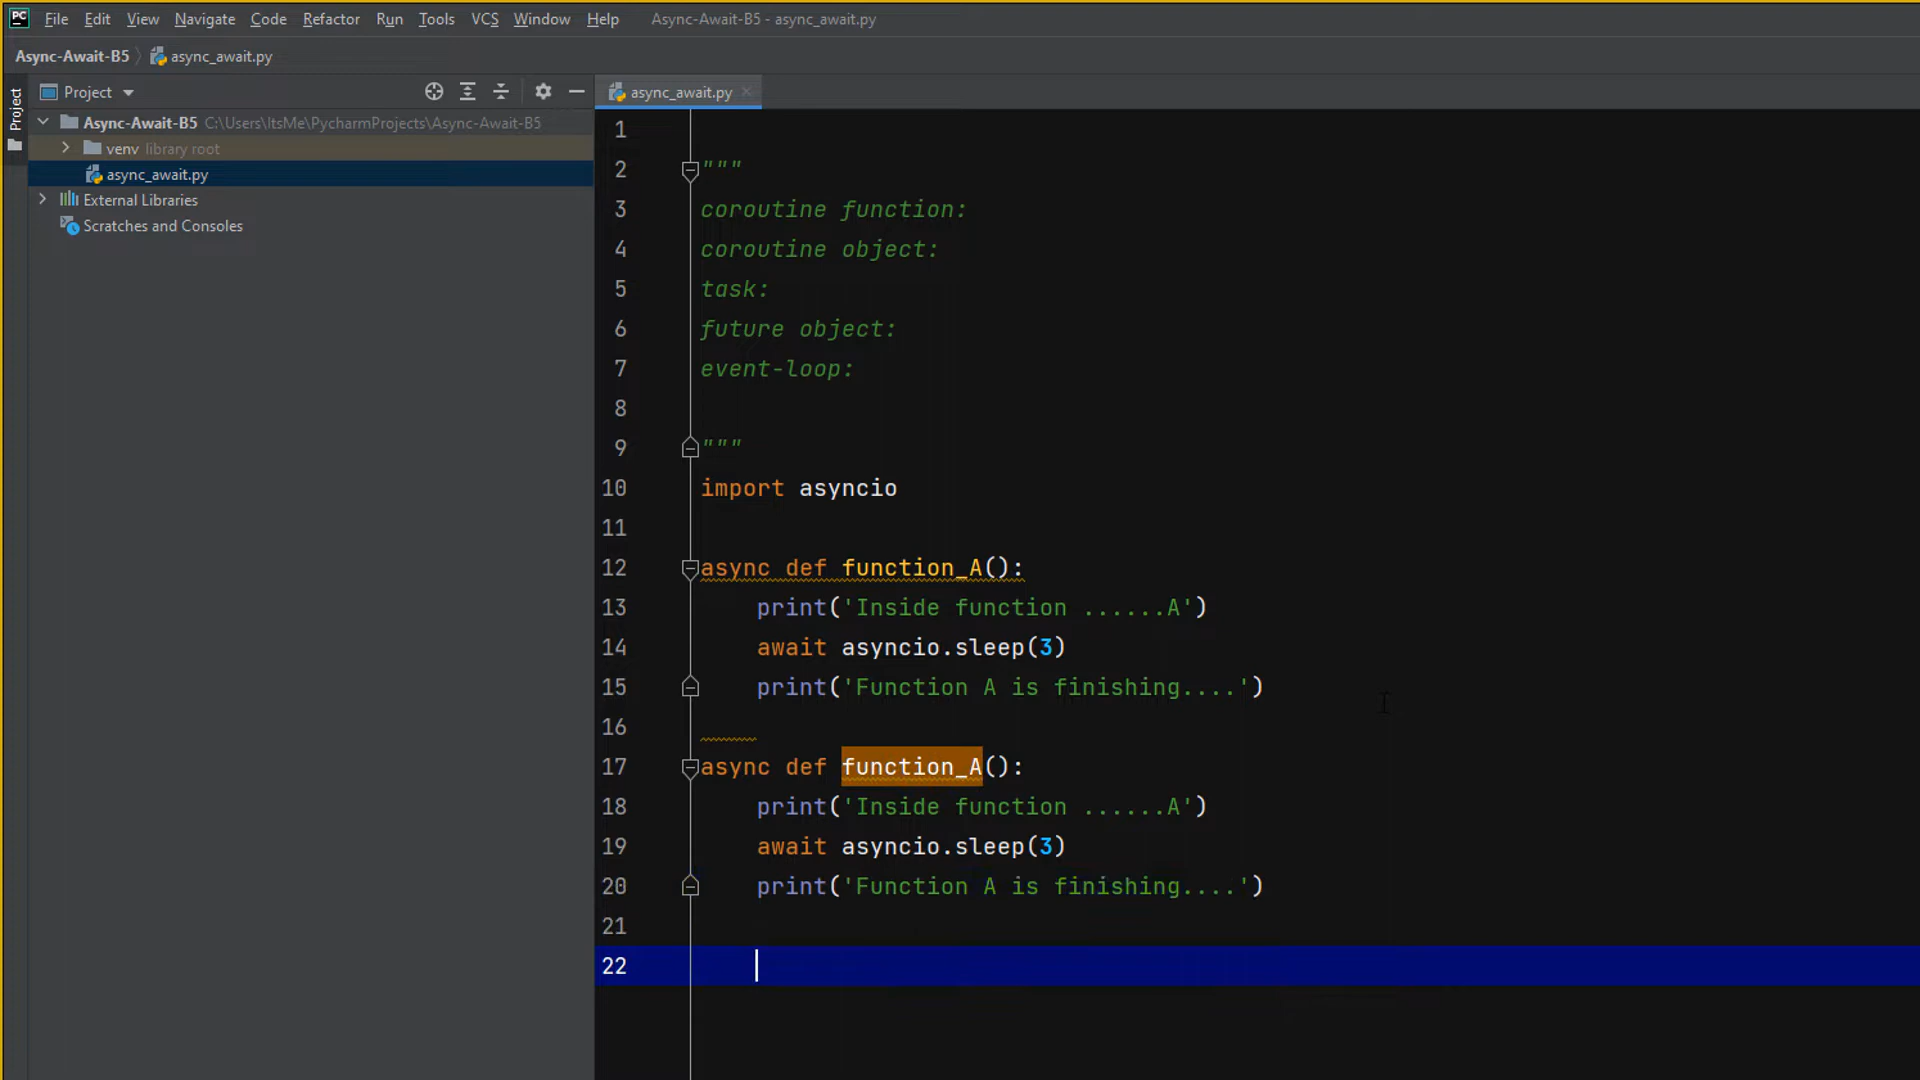 PC File Edit View Navigate Code Refactor Run Tools VCS Window Help Async-Await-B5 - async_await.py
Async-Await-B5 async_await.py
Project
Project
async_await.py
Async-Await-B5 C:\Users\ItsMe\PycharmProjects\Async-Await-B5
venv library root
async_await.py
External Libraries
Scratches and Consoles
1
2 """
3 coroutine function:
4 coroutine object:
5 task:
6 future object:
7 event-loop:
8
9 """
10 import asyncio
11
12 async def function_A():
13 print('Inside function ......A')
14 await asyncio.sleep(3)
15 print('Function A is finishing....')
16
17 async def function_A():
18 print('Inside function ......A')
19 await asyncio.sleep(3)
20 print('Function A is finishing....')
21
22